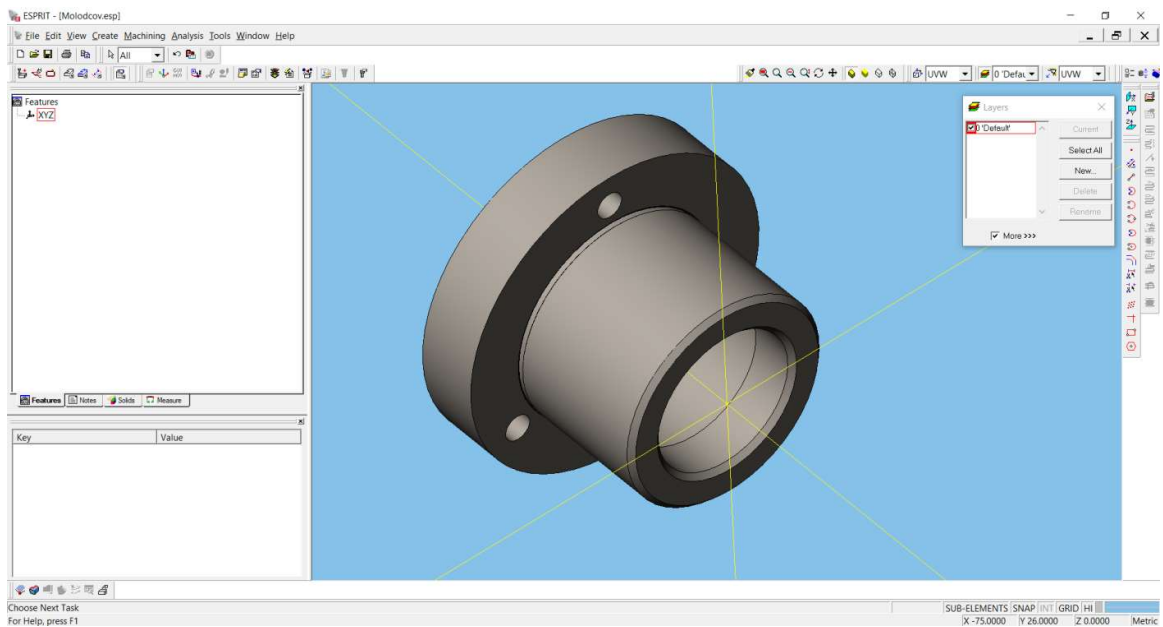 ESPRIT - [Molodcov.esp]
File Edit View Create Machining Analysis Tools Window Help
All
UVW 0 'Defau UVW
Features
XYZ
Layers
0 'Default'
Current
Select All
New...
Delete
Rename
More >>>
Features Notes Solids Measure
Key Value
Choose Next Task
SUB-ELEMENTS SNAP INT GRID HI
For Help, press F1
X -75.0000 Y 26.0000 Z 0.0000 Metric